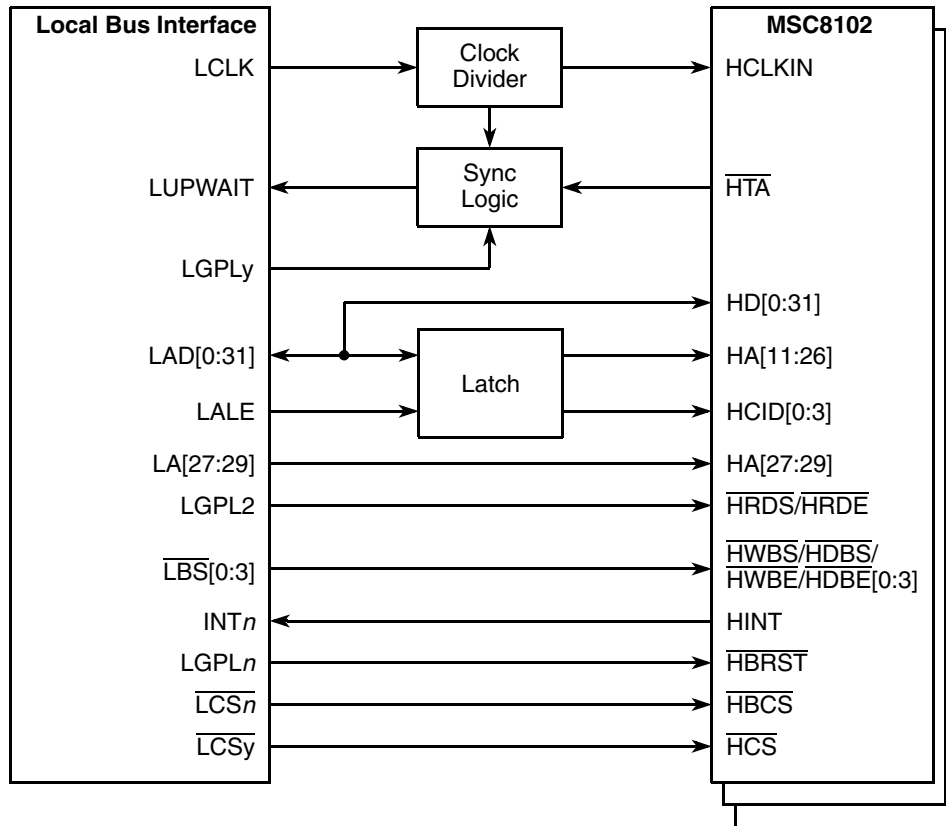 Local Bus Interface
MSC8102
LCLK
Clock
Divider
HCLKIN
LUPWAIT
Sync
Logic
HTA
LGPLy
HD[0:31]
LAD[0:31]
Latch
HA[11:26]
LALE
HCID[0:3]
LA[27:29]
HA[27:29]
LGPL2
HRDS/HRDE
LBS[0:3]
HWBS/HDBS/
HWBE/HDBE[0:3]
INTn
HINT
LGPLn
HBRST
LCSn
HBCS
LCSy
HCS